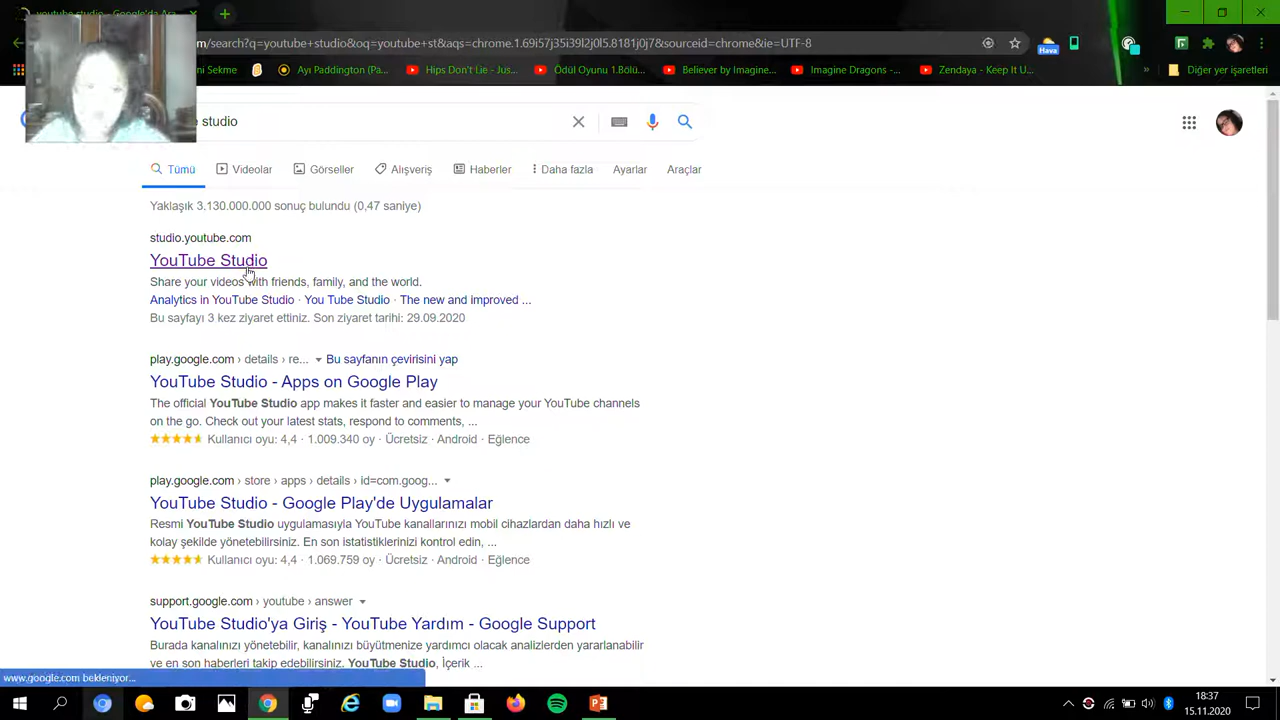 youtube studio - Google'da Ara
om/search?q=youtube+studio&oq=youtube+st&aqs=chrome.1.69i57j35i39l2j0l5.8181j0j7&sourceid=chrome&ie=UTF-8
Hava
ni Sekme
Ayı Paddington (Pa...
Hips Don't Lie - Jus...
Ödül Oyunu 1.Bölü...
Believer by Imagine...
Imagine Dragons -...
Zendaya - Keep It U...
»
Diğer yer işaretleri
e studio
Tümü
Videolar
Görseller
Alışveriş
Haberler
Daha fazla
Ayarlar
Araçlar
Yaklaşık 3.130.000.000 sonuç bulundu (0,47 saniye)
studio.youtube.com
YouTube Studio
Share your videos with friends, family, and the world.
Analytics in YouTube Studio · You Tube Studio · The new and improved ...
Bu sayfayı 3 kez ziyaret ettiniz. Son ziyaret tarihi: 29.09.2020
play.google.com › details › re... Bu sayfanın çevirisini yap
YouTube Studio - Apps on Google Play
The official YouTube Studio app makes it faster and easier to manage your YouTube channels
on the go. Check out your latest stats, respond to comments, ...
Kullanıcı oyu: 4,4 · 1.009.340 oy · Ücretsiz · Android · Eğlence
play.google.com › store › apps › details › id=com.goog...
YouTube Studio - Google Play'de Uygulamalar
Resmi YouTube Studio uygulamasıyla YouTube kanallarınızı mobil cihazlardan daha hızlı ve
kolay şekilde yönetebilirsiniz. En son istatistiklerinizi kontrol edin, ...
Kullanıcı oyu: 4,4 · 1.069.759 oy · Ücretsiz · Android · Eğlence
support.google.com › youtube › answer
YouTube Studio'ya Giriş - YouTube Yardım - Google Support
Burada kanalınızı yönetebilir, kanalınızı büyütmenize yardımcı olacak analizlerden yararlanabilir
ve en son haberleri takip edebilirsiniz. YouTube Studio, İçerik ...
www.google.com bekleniyor...
18:37
15.11.2020